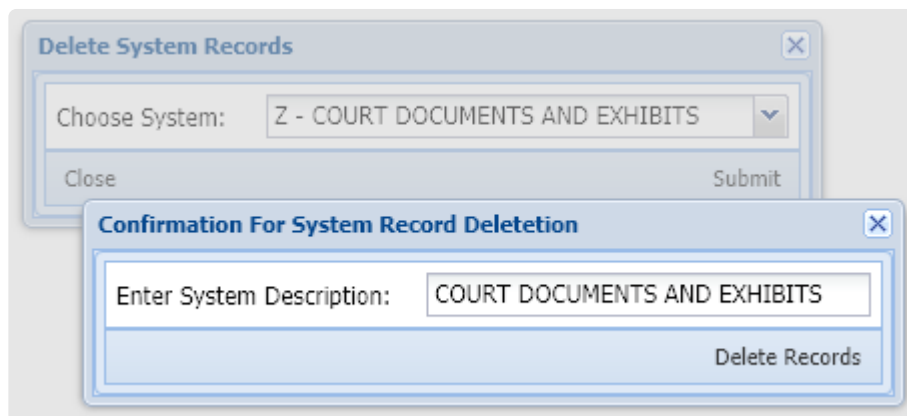 Delete System Records
Choose System: Z - COURT DOCUMENTS AND EXHIBITS
Close Submit
Confirmation For System Record Deletetion
Enter System Description: COURT DOCUMENTS AND EXHIBITS
Delete Records